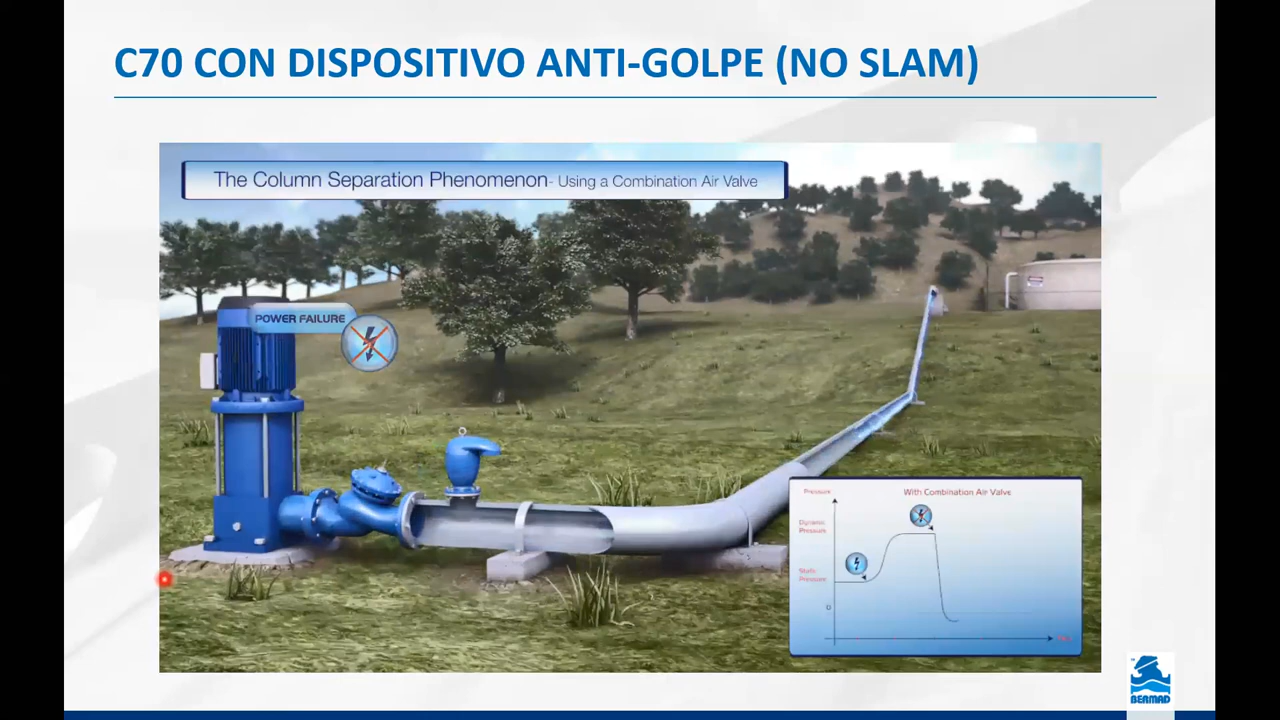 C70 CON DISPOSITIVO ANTI-GOLPE (NO SLAM)
The Column Separation Phenomenon- Using a Combination Air Valve
POWER FAILURE
Pressure
With Combination Air Valve
Dynamic
Pressure
Static
Pressure
0
BERMAD